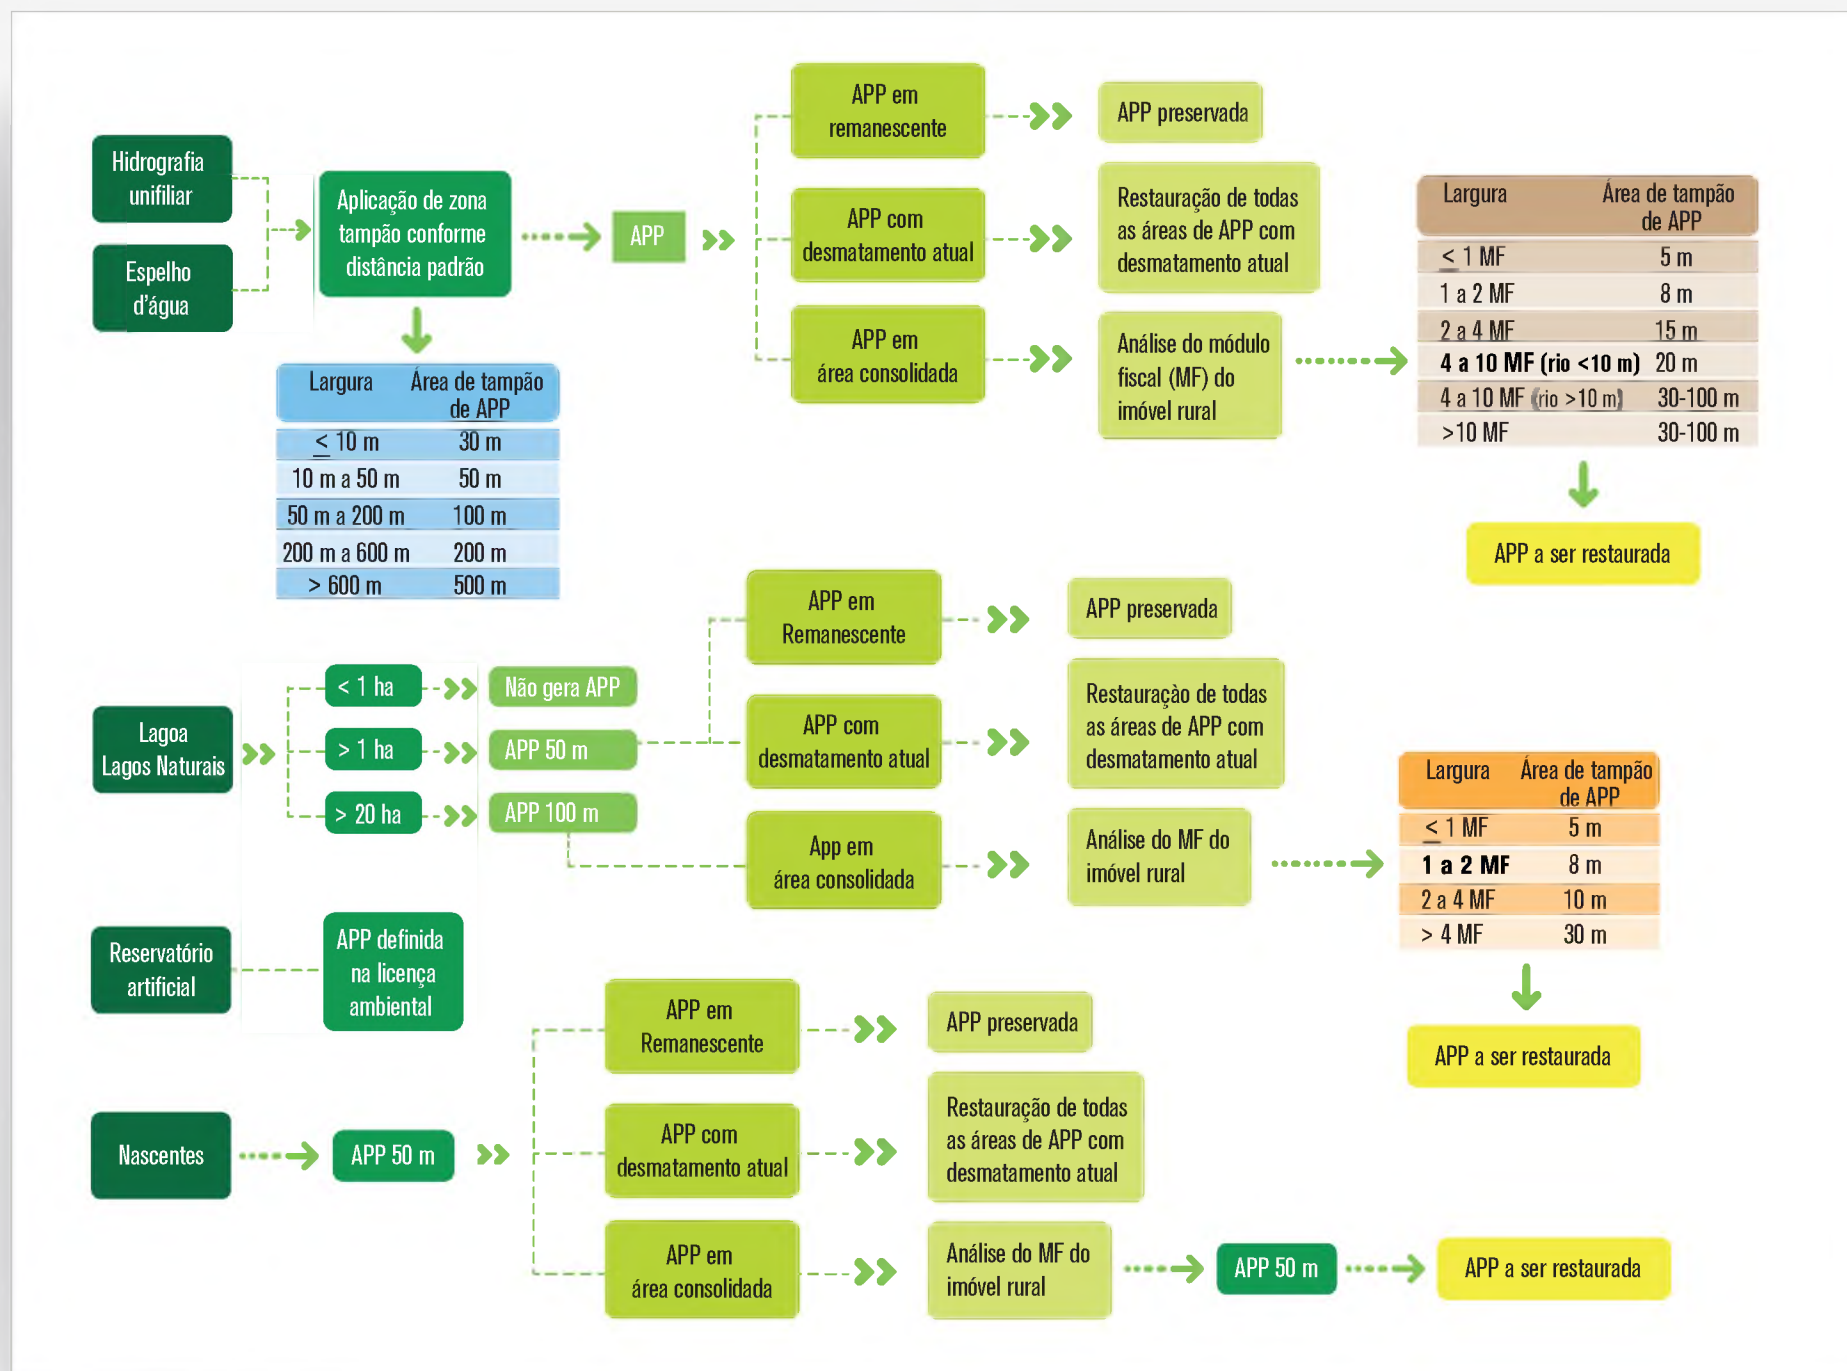 Hidrografia
unifiliar
Espelho
d'água
Aplicação de zona
tampão conforme
distância padrão
APP
APP em
remanescente
APP preservada
APP com
desmatamento atual
Restauração de todas
as áreas de APP com
desmatamento atual
APP em
área consolidada
Análise do módulo
fiscal (MF) do
imóvel rural
Largura Área de tampão
de APP
≤ 1 MF 5 m
1 a 2 MF 8 m
2 a 4 MF 15 m
4 a 10 MF (rio <10 m) 20 m
4 a 10 MF (rio >10 m) 30-100 m
>10 MF 30-100 m
APP a ser restaurada
Largura Área de tampão
de APP
≤ 10 m 30 m
10 m a 50 m 50 m
50 m a 200 m 100 m
200 m a 600 m 200 m
> 600 m 500 m
Lagoa
Lagos Naturais
< 1 ha
Não gera APP
> 1 ha
APP 50 m
> 20 ha
APP 100 m
APP em
Remanescente
APP preservada
APP com
desmatamento atual
Restauraçào de todas
as áreas de APP com
desmatamento atual
App em
área consolidada
Análise do MF do
imóvel rural
Largura Área de tampão
de APP
≤ 1 MF 5 m
1 a 2 MF 8 m
2 a 4 MF 10 m
> 4 MF 30 m
APP a ser restaurada
Reservatório
artificial
APP definida
na licença
ambiental
Nascentes
APP 50 m
APP em
Remanescente
APP preservada
APP com
desmatamento atual
Restauração de todas
as áreas de APP com
desmatamento atual
APP em
área consolidada
Análise do MF do
imóvel rural
APP 50 m
APP a ser restaurada